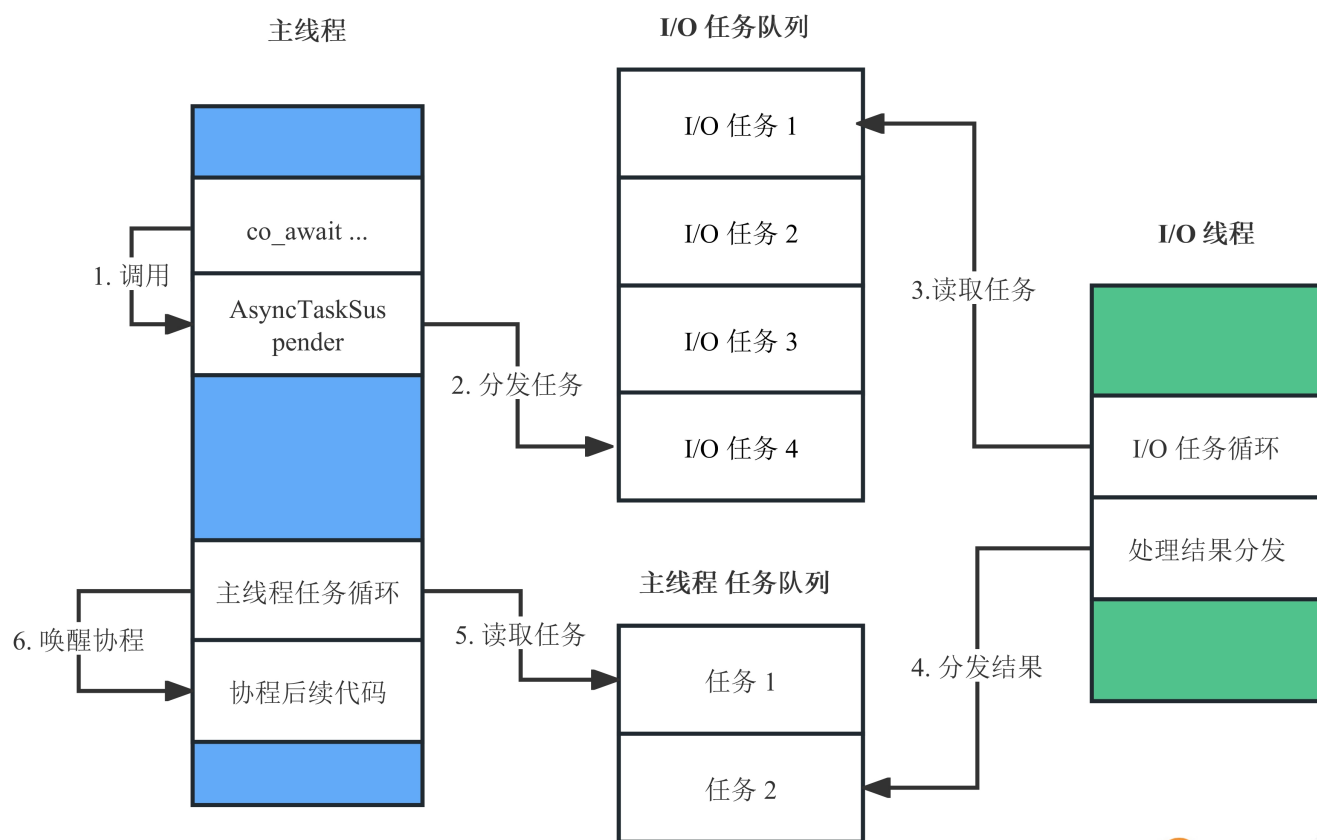 主线程
I/O 任务队列
I/O 任务 1
I/O 任务 2
I/O 线程
co_await ...
1. 调用
3.读取任务
AsyncTaskSus
pender
I/O 任务 3
2. 分发任务
I/O 任务 4
I/O 任务循环
处理结果分发
主线程 任务队列
主线程任务循环
6. 唤醒协程
5. 读取任务
4. 分发结果
任务 1
协程后续代码
任务 2